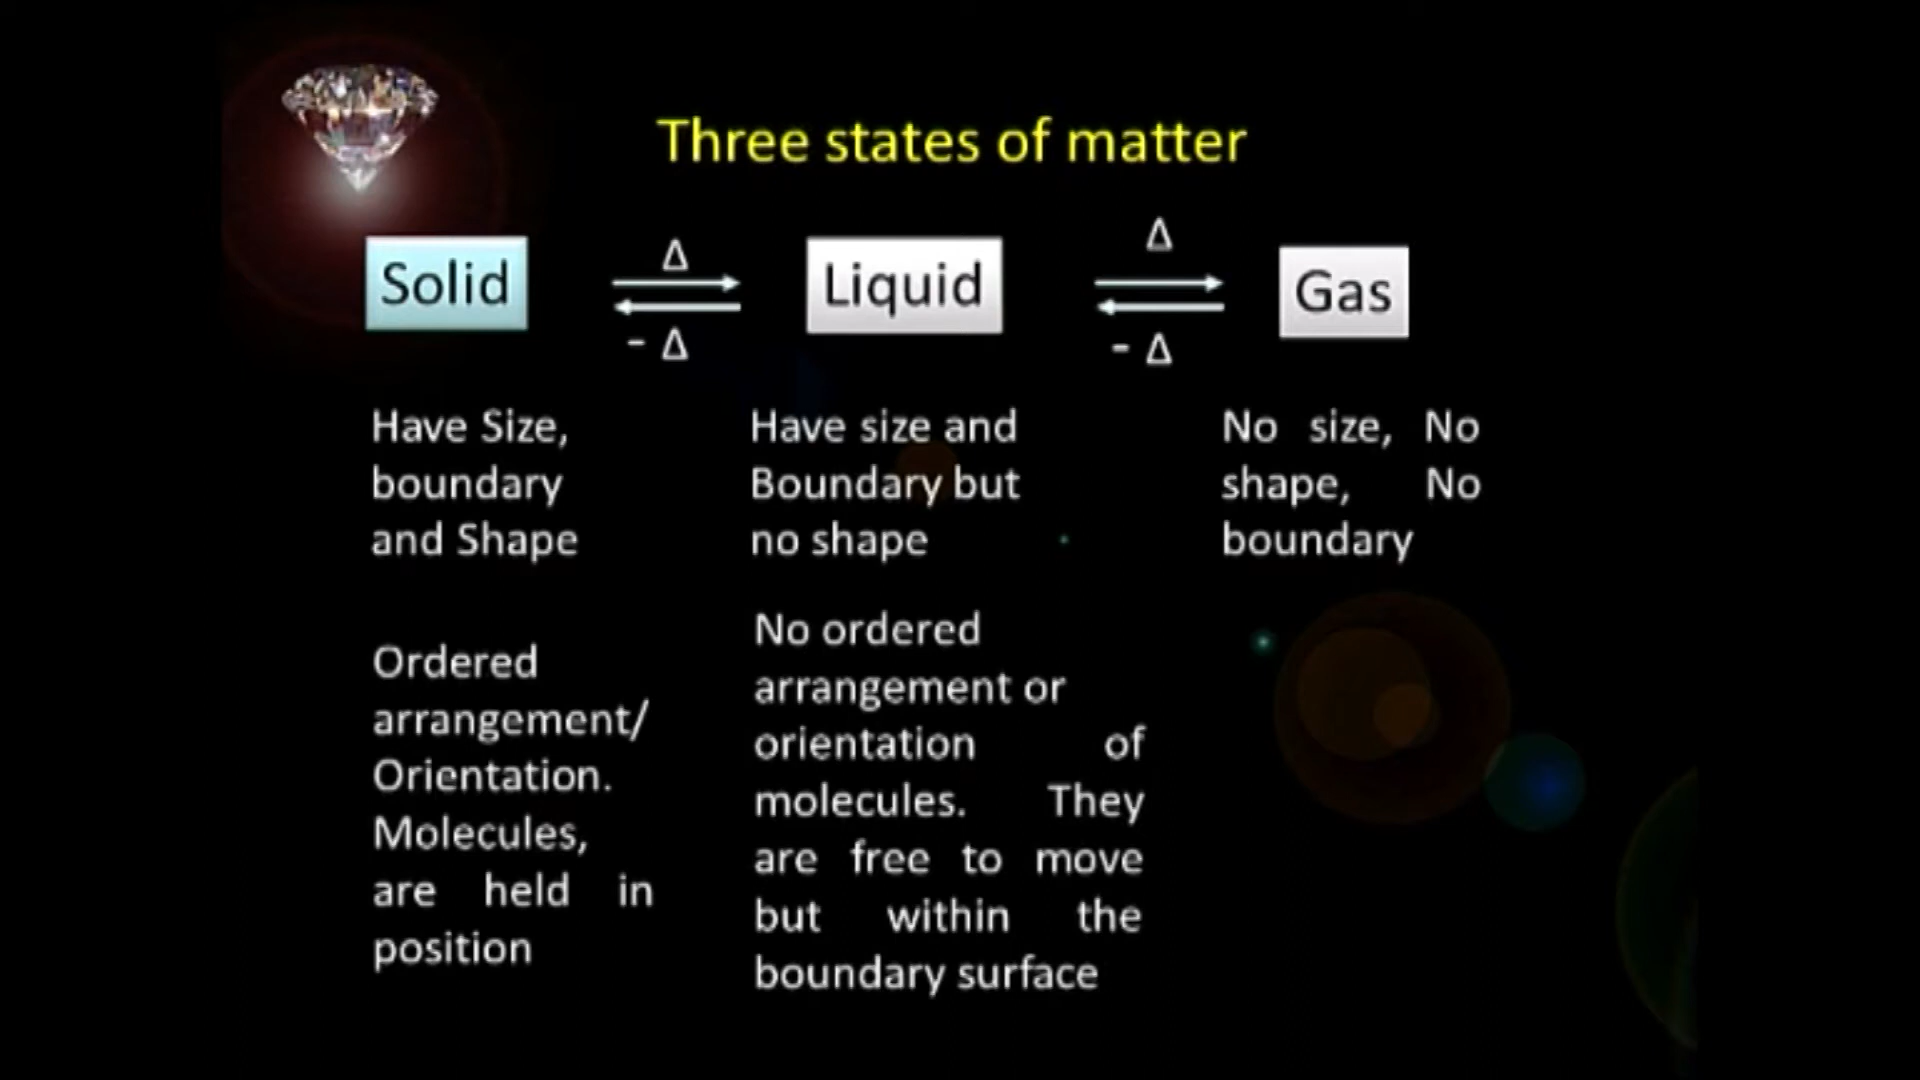 Three states of matter
Solid
Δ
- Δ
Liquid
Δ
- Δ
Gas
Have Size,
boundary
and Shape
Have size and
Boundary but
no shape
No size, No
shape, No
boundary
Ordered
arrangement/
Orientation.
Molecules,
are held in
position
No ordered
arrangement or
orientation of
molecules. They
are free to move
but within the
boundary surface